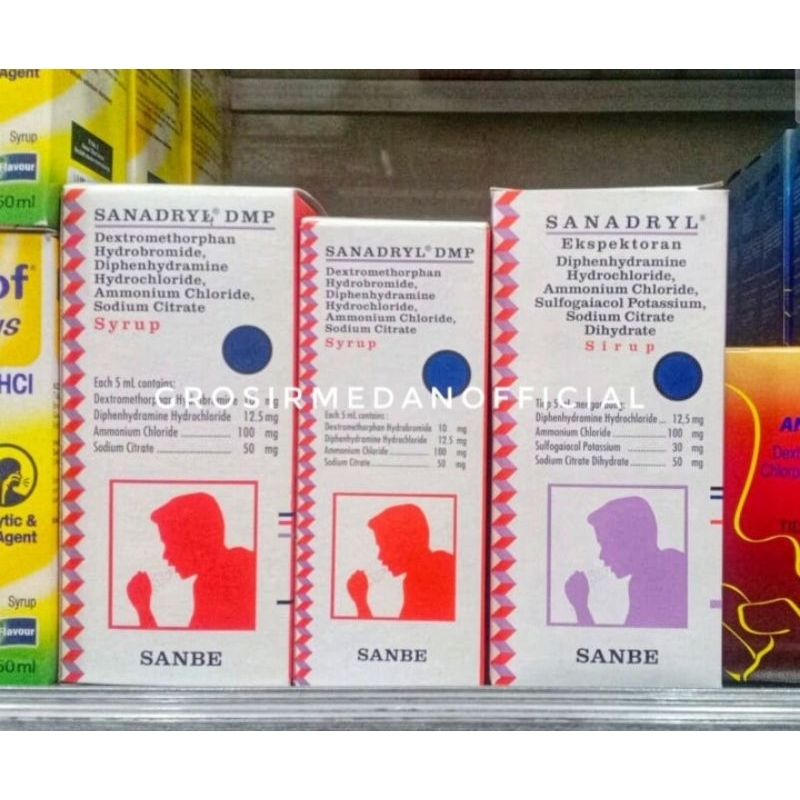 Agent
Syrup
Flavour
50ml
of
HCl
Agent
Syrup
Flavour
50ml
SANADRYL® DMP
Dextromethorphan
Hydrobromide,
Diphenhydramine
Hydrochloride,
Ammonium Chloride,
Sodium Citrate
Syrup
Each 5 mL contains:
Dextromethorphan Hydrobromide mg
Diphenhydramine Hydrochloride 12.5 mg
Ammonium Chloride 100 mg
Sodium Citrate 50 mg
SANBE
SANADRYL® DMP
Dextromethorphan
Hydrobromide,
Diphenhydramine
Hydrochloride,
Ammonium Chloride,
Sodium Citrate
Syrup
Each 5 mL contains :
Dextromethorphan Hydrobromide 10 mg
Diphenhydramine Hydrochloride 12.5 mg
Ammonium Chloride 100 mg
Sodium Citrate 50 mg
SANBE
SANADRYL®
Ekspektoran
Diphenhydramine
Hydrochloride,
Ammonium Chloride,
Sulfogaiacol Potassium,
Sodium Citrate
Dihydrate
Sirup
Diphenhydramine Hydrochloride 12,5 mg
Ammonium Chloride 100 mg
Sulfogaiacol Potassium 30 mg
Sodium Citrate Dihydrate 50 mg
SANBE
GROSIRMEDANOFFICIAL